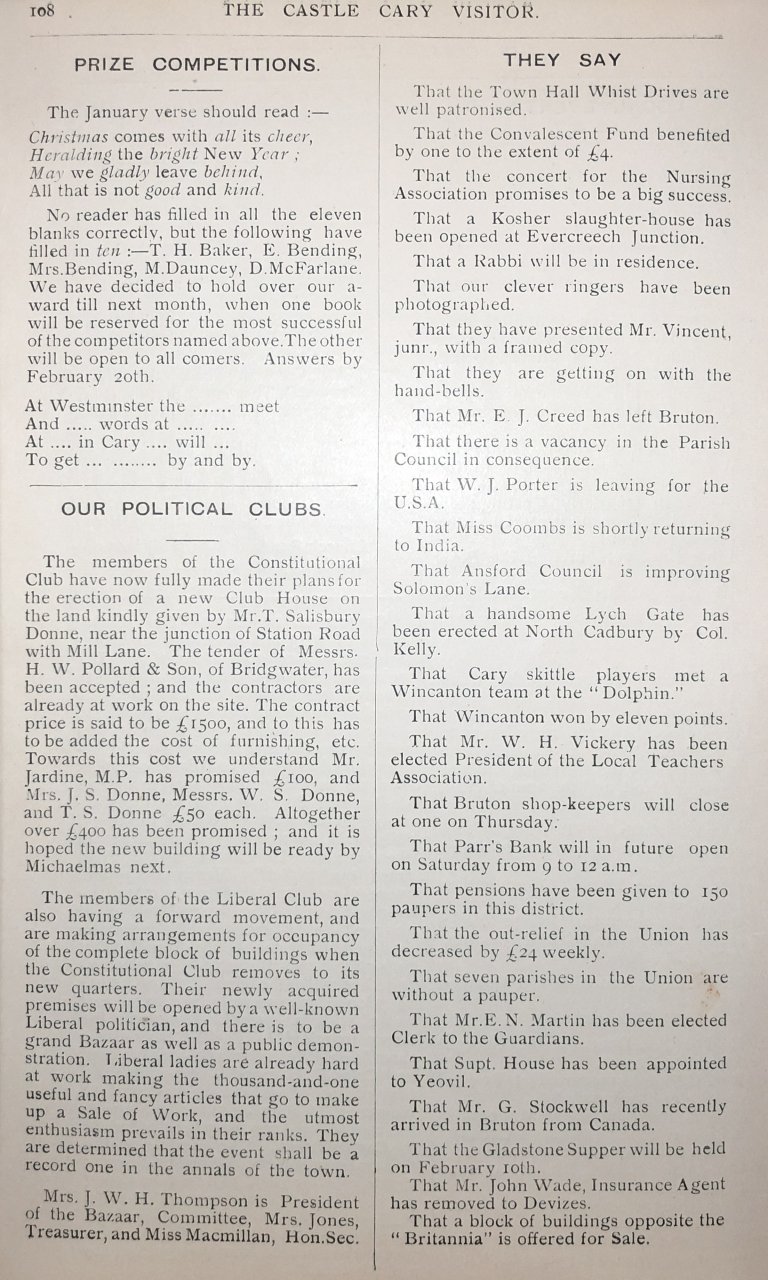 108
THE CASTLE CARY VISITOR.
PRIZE COMPETITIONS.
The January verse should read :—
Christmas comes with all its cheer,
Heralding the bright New Year ;
May we gladly leave behind,
All that is not good and kind.
No reader has filled in all the eleven
blanks correctly, but the following have
filled in ten :—T. H. Baker, E. Bending,
Mrs.Bending, M.Dauncey, D.McFarlane.
We have decided to hold over our a-
ward till next month, when one book
will be reserved for the most successful
of the competitors named above.The other
will be open to all comers. Answers by
February 20th.
At Westminster the ....... meet
And ..... words at ..... ....
At .... in Cary .... will ...
To get ... ........ by and by.
OUR POLITICAL CLUBS.
The members of the Constitutional
Club have now fully made their plans for
the erection of a new Club House on
the land kindly given by Mr.T. Salisbury
Donne, near the junction of Station Road
with Mill Lane. The tender of Messrs.
H. W. Pollard & Son, of Bridgwater, has
been accepted ; and the contractors are
already at work on the site. The contract
price is said to be £1500, and to this has
to be added the cost of furnishing, etc.
Towards this cost we understand Mr.
Jardine, M.P. has promised £100, and
Mrs. J. S. Donne, Messrs. W. S. Donne,
and T. S. Donne £50 each. Altogether
over £400 has been promised ; and it is
hoped the new building will be ready by
Michaelmas next.
The members of the Liberal Club are
also having a forward movement, and
are making arrangements for occupancy
of the complete block of buildings when
the Constitutional Club removes to its
new quarters. Their newly acquired
premises will be opened by a well-known
Liberal politician, and there is to be a
grand Bazaar as well as a public demon-
stration. Liberal ladies are already hard
at work making the thousand-and-one
useful and fancy articles that go to make
up a Sale of Work, and the utmost
enthusiasm prevails in their ranks. They
are determined that the event shall be a
record one in the annals of the town.
Mrs. J. W. H. Thompson is President
of the Bazaar, Committee, Mrs. Jones,
Treasurer, and Miss Macmillan, Hon.Sec.
THEY SAY
That the Town Hall Whist Drives are
well patronised.
That the Convalescent Fund benefited
by one to the extent of £4.
That the concert for the Nursing
Association promises to be a big success.
That a Kosher slaughter-house has
been opened at Evercreech Junction.
That a Rabbi will be in residence.
That our clever ringers have been
photographed.
That they have presented Mr. Vincent,
junr., with a framed copy.
That they are getting on with the
hand-bells.
That Mr. E. J. Creed has left Bruton.
That there is a vacancy in the Parish
Council in consequence.
That W. J. Porter is leaving for the
U.S.A.
That Miss Coombs is shortly returning
to India.
That Ansford Council is improving
Solomon's Lane.
That a handsome Lych Gate has
been erected at North Cadbury by Col.
Kelly.
That Cary skittle players met a
Wincanton team at the “Dolphin.”
That Wincanton won by eleven points.
That Mr. W. H. Vickery has been
elected President of the Local Teachers
Association.
That Bruton shop-keepers will close
at one on Thursday.
That Parr's Bank will in future open
on Saturday from 9 to 12 a.m.
That pensions have been given to 150
paupers in this district.
That the out-relief in the Union has
decreased by £24 weekly.
That seven parishes in the Union are
without a pauper.
That Mr.E. N. Martin has been elected
Clerk to the Guardians.
That Supt. House has been appointed
to Yeovil.
That Mr. G. Stockwell has recently
arrived in Bruton from Canada.
That the Gladstone Supper will be held
on February 10th.
That Mr. John Wade, Insurance Agent
has removed to Devizes.
That a block of buildings opposite the
“Britannia” is offered for Sale.